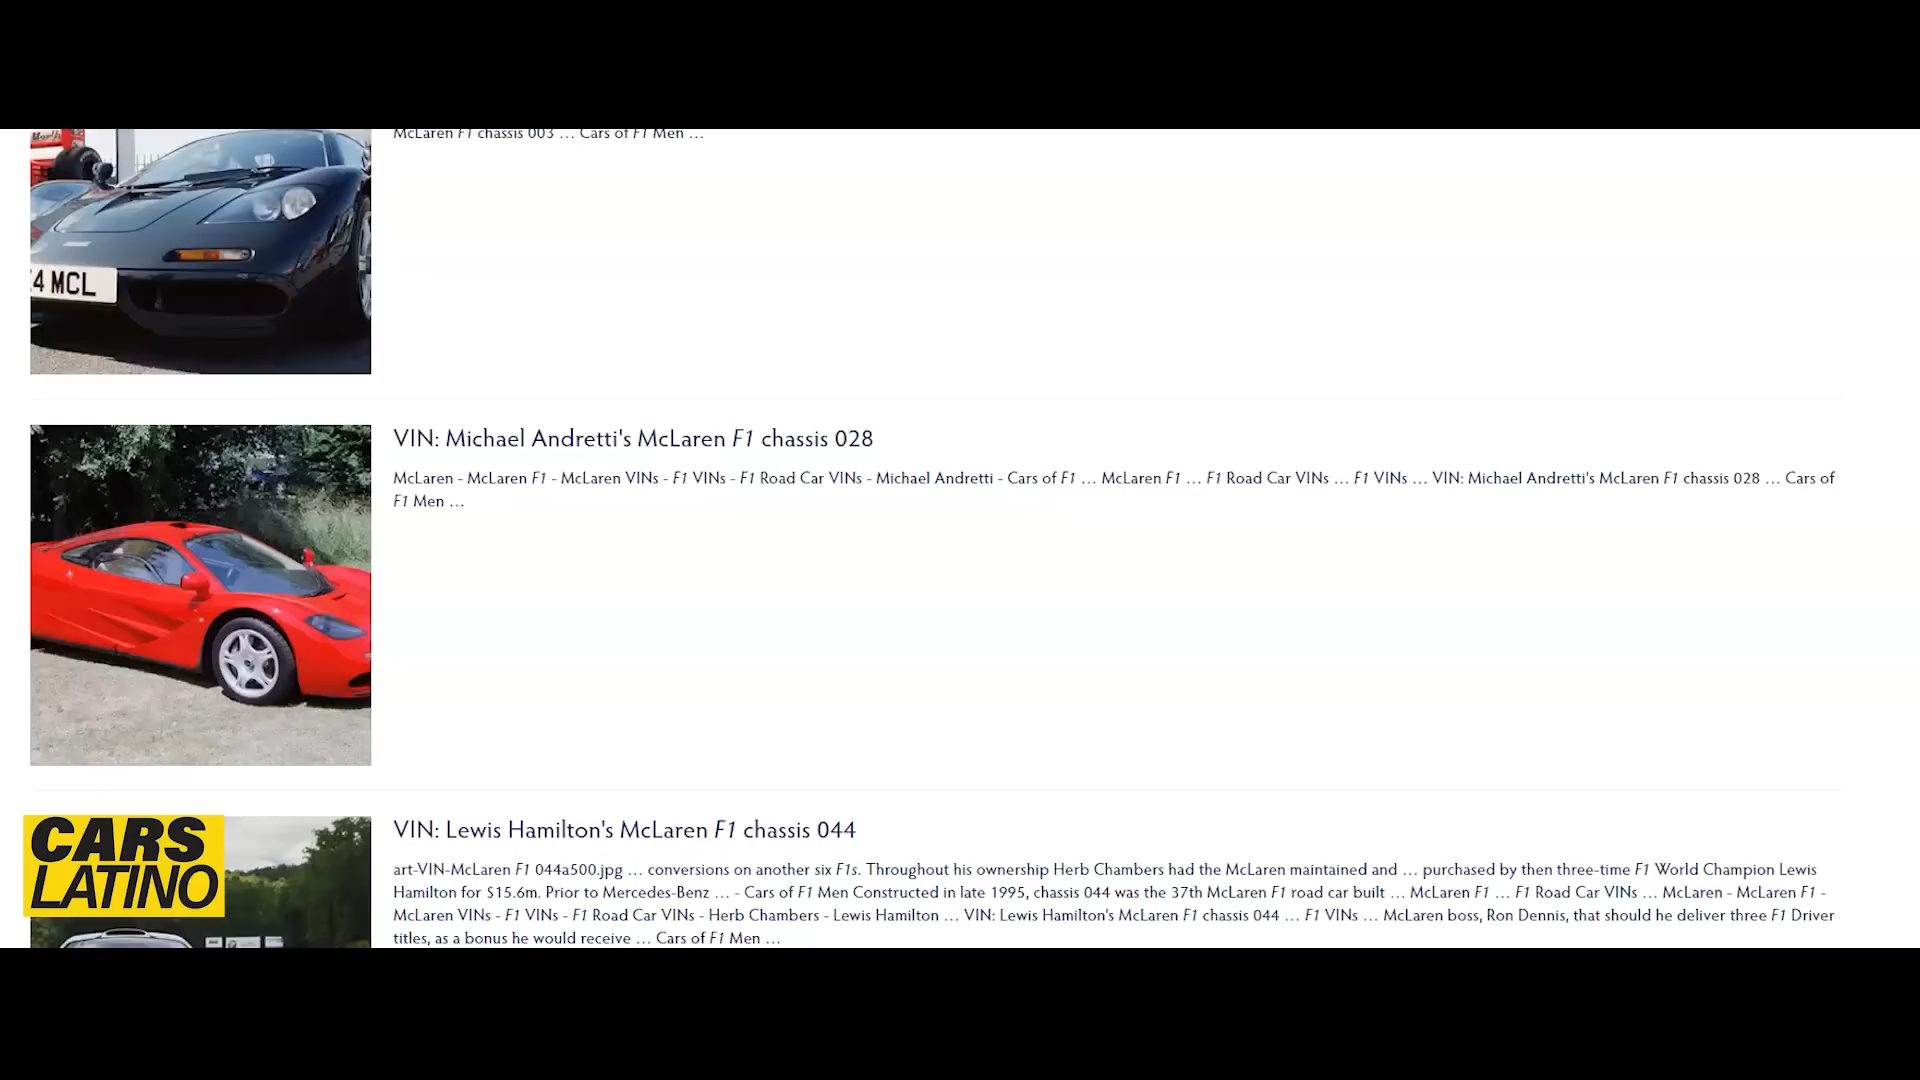 McLaren F1 chassis 003 … Cars of F1 Men …
4 MCL
VIN: Michael Andretti's McLaren F1 chassis 028
McLaren - McLaren F1 - McLaren VINs - F1 VINs - F1 Road Car VINs - Michael Andretti - Cars of F1 … McLaren F1 … F1 Road Car VINs … F1 VINs … VIN: Michael Andretti's McLaren F1 chassis 028 … Cars of
F1 Men …
CARS
LATINO
VIN: Lewis Hamilton's McLaren F1 chassis 044
art-VIN-McLaren F1 044a500.jpg … conversions on another six F1s. Throughout his ownership Herb Chambers had the McLaren maintained and … purchased by then three-time F1 World Champion Lewis
Hamilton for $15.6m. Prior to Mercedes-Benz … - Cars of F1 Men Constructed in late 1995, chassis 044 was the 37th McLaren F1 road car built … McLaren F1 … F1 Road Car VINs … McLaren - McLaren F1 -
McLaren VINs - F1 VINs - F1 Road Car VINs - Herb Chambers - Lewis Hamilton … VIN: Lewis Hamilton's McLaren F1 chassis 044 … F1 VINs … McLaren boss, Ron Dennis, that should he deliver three F1 Driver
titles, as a bonus he would receive … Cars of F1 Men …